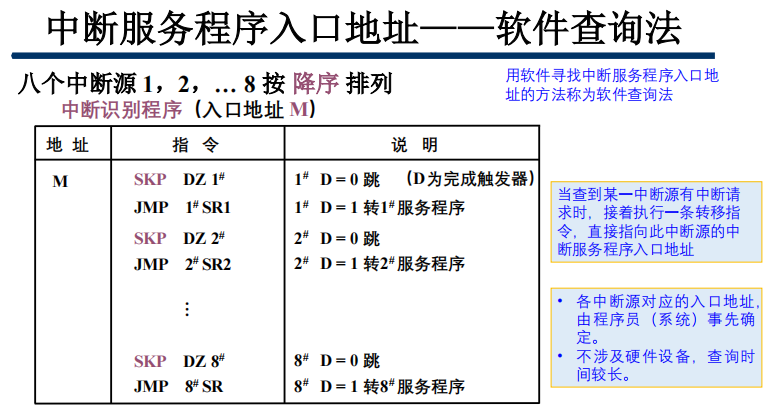 中断服务程序入口地址——软件查询法
八个中断源 1，2，… 8 按 降序 排列
中断识别程序（入口地址 M）
用软件寻找中断服务程序入口地
址的方法称为软件查询法
地 址 指 令 说 明
M SKP DZ 1# 1# D = 0 跳 （D 为完成触发器）
JMP 1# SR1 1# D = 1 转1# 服务程序
SKP DZ 2# 2# D = 0 跳
JMP 2# SR2 2# D = 1 转2# 服务程序
⋮
SKP DZ 8# 8# D = 0 跳
JMP 8# SR 8# D = 1 转8# 服务程序
当查到某一中断源有中断请
求时，接着执行一条转移指
令，直接指向此中断源的中
断服务程序入口地址
• 各中断源对应的入口地址，
由程序员（系统）事先确
定。
• 不涉及硬件设备，查询时
间较长。